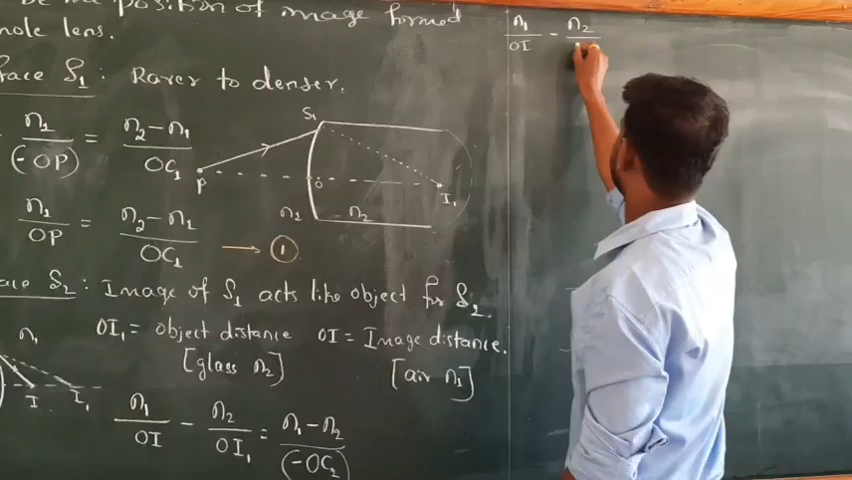 be the position of image formed
whole lens.
face S₁ : Rarer to denser.
n₁/(-OP) = n₂-n₁/OC₁
S₁
P
O
I₁
n₁
n₂
n₁/OP = n₂-n₁/OC₁ → ①
face S₂ : Image of S₁ acts like object for S₂.
n₁
OI₁ = object distance OI = Image distance.
[glass n₂] [air n₁]
I I₁
n₁/OI - n₂/OI₁ = n₁-n₂/(-OC₂)
n₁/OI - n₂/